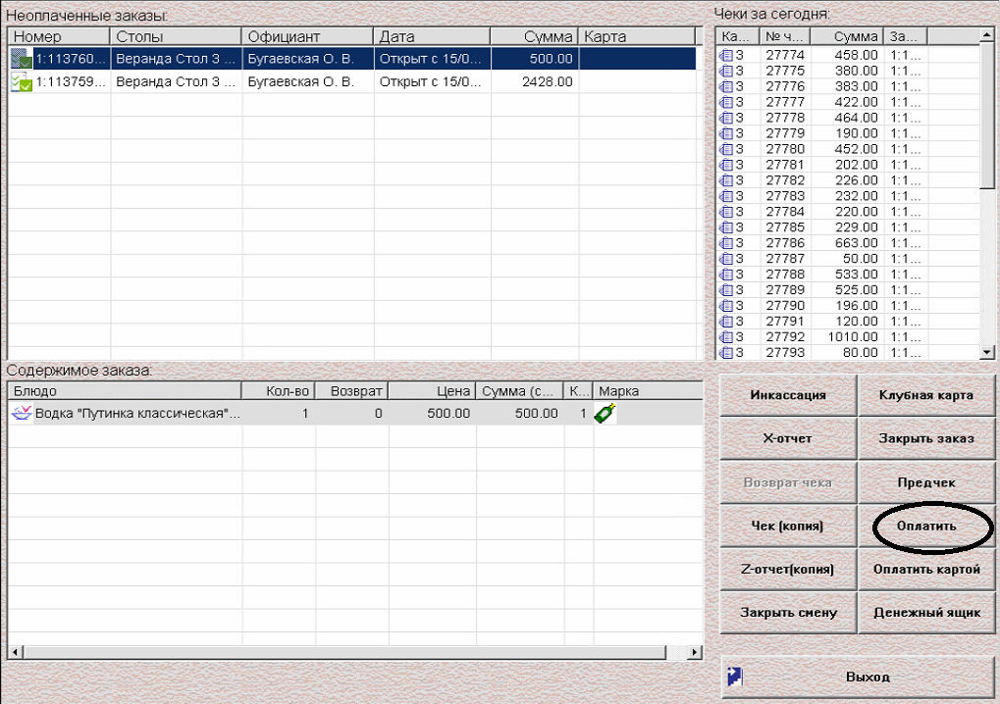 Неоплаченные заказы:
Номер Столы Официант Дата Сумма Карта
1:113760... Веранда Стол 3 ... Бугаевская О. В. Открыт с 15/0... 500.00
1:113759... Веранда Стол 3 ... Бугаевская О. В. Открыт с 15/0... 2428.00
Чеки за сегодня:
Ка... № ч... Сумма За...
3 27774 458.00 1:1...
3 27775 380.00 1:1...
3 27776 383.00 1:1...
3 27777 422.00 1:1...
3 27778 464.00 1:1...
3 27779 190.00 1:1...
3 27780 452.00 1:1...
3 27781 202.00 1:1...
3 27782 226.00 1:1...
3 27783 232.00 1:1...
3 27784 220.00 1:1...
3 27785 229.00 1:1...
3 27786 663.00 1:1...
3 27787 50.00 1:1...
3 27788 533.00 1:1...
3 27789 525.00 1:1...
3 27790 196.00 1:1...
3 27791 120.00 1:1...
3 27792 1010.00 1:1...
3 27793 80.00 1:1...
Содержимое заказа:
Блюдо Кол-во Возврат Цена Сумма (с... К... Марка
Водка "Путинка классическая"... 1 0 500.00 500.00 1
Инкассация Клубная карта
X-отчет Закрыть заказ
Возврат чека Предчек
Чек (копия) Оплатить
Z-отчет(копия) Оплатить картой
Закрыть смену Денежный ящик
Выход